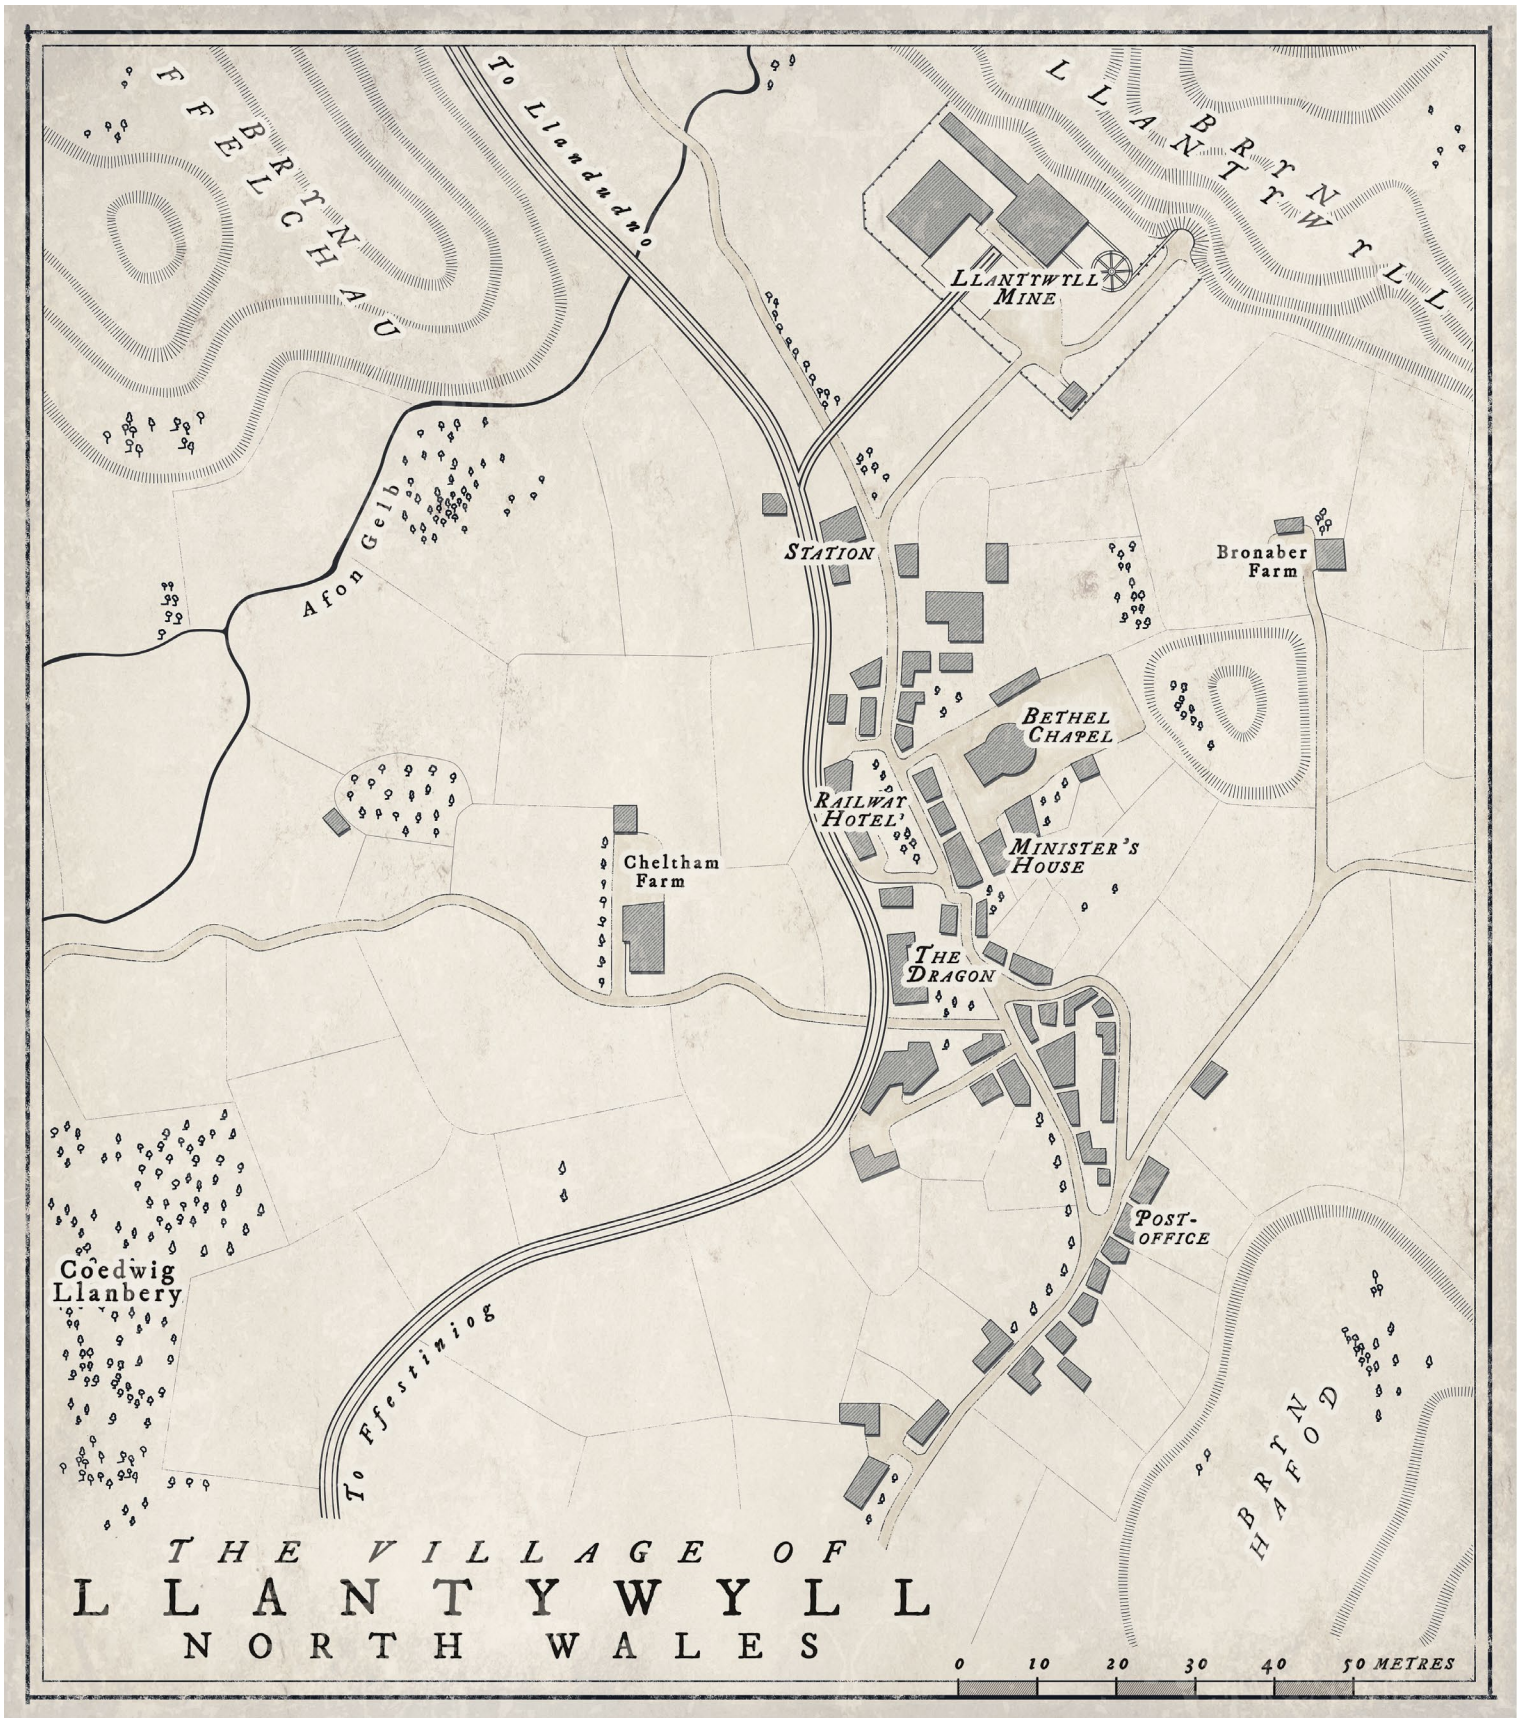 BRYN
FFELCHAU
To Llandudno
BRYN
LLANTYWYLL
LLANTYWYLL
MINE
Afon Gelb
STATION
Bronaber
Farm
BETHEL
CHAPEL
RAILWAY
HOTEL
MINISTER'S
HOUSE
Cheltham
Farm
THE
DRAGON
POST-
OFFICE
Coedwig
Llanbery
To Ffestiniog
BRYN
HAFOD
THE VILLAGE OF
LLANTYWYLL
NORTH WALES
0 10 20 30 40 50 METRES